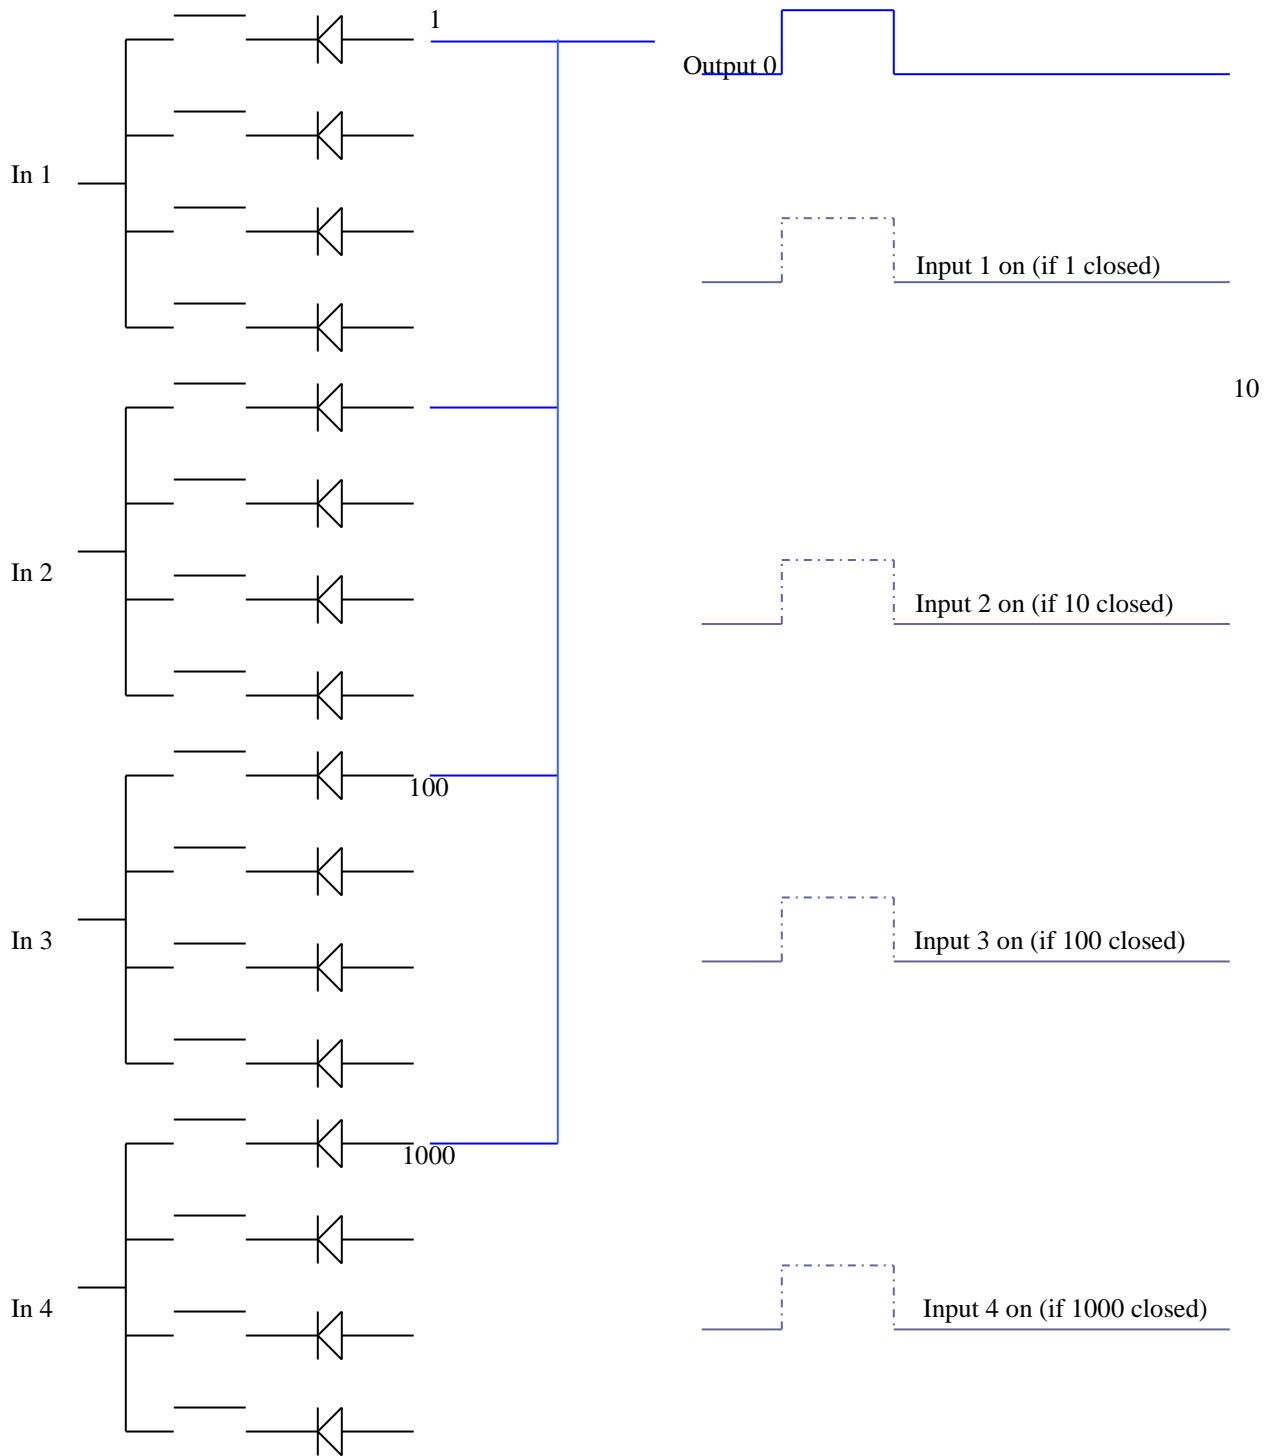 1
Output 0
In 1
Input 1 on (if 1 closed)
10
In 2
Input 2 on (if 10 closed)
100
In 3
Input 3 on (if 100 closed)
1000
In 4
Input 4 on (if 1000 closed)